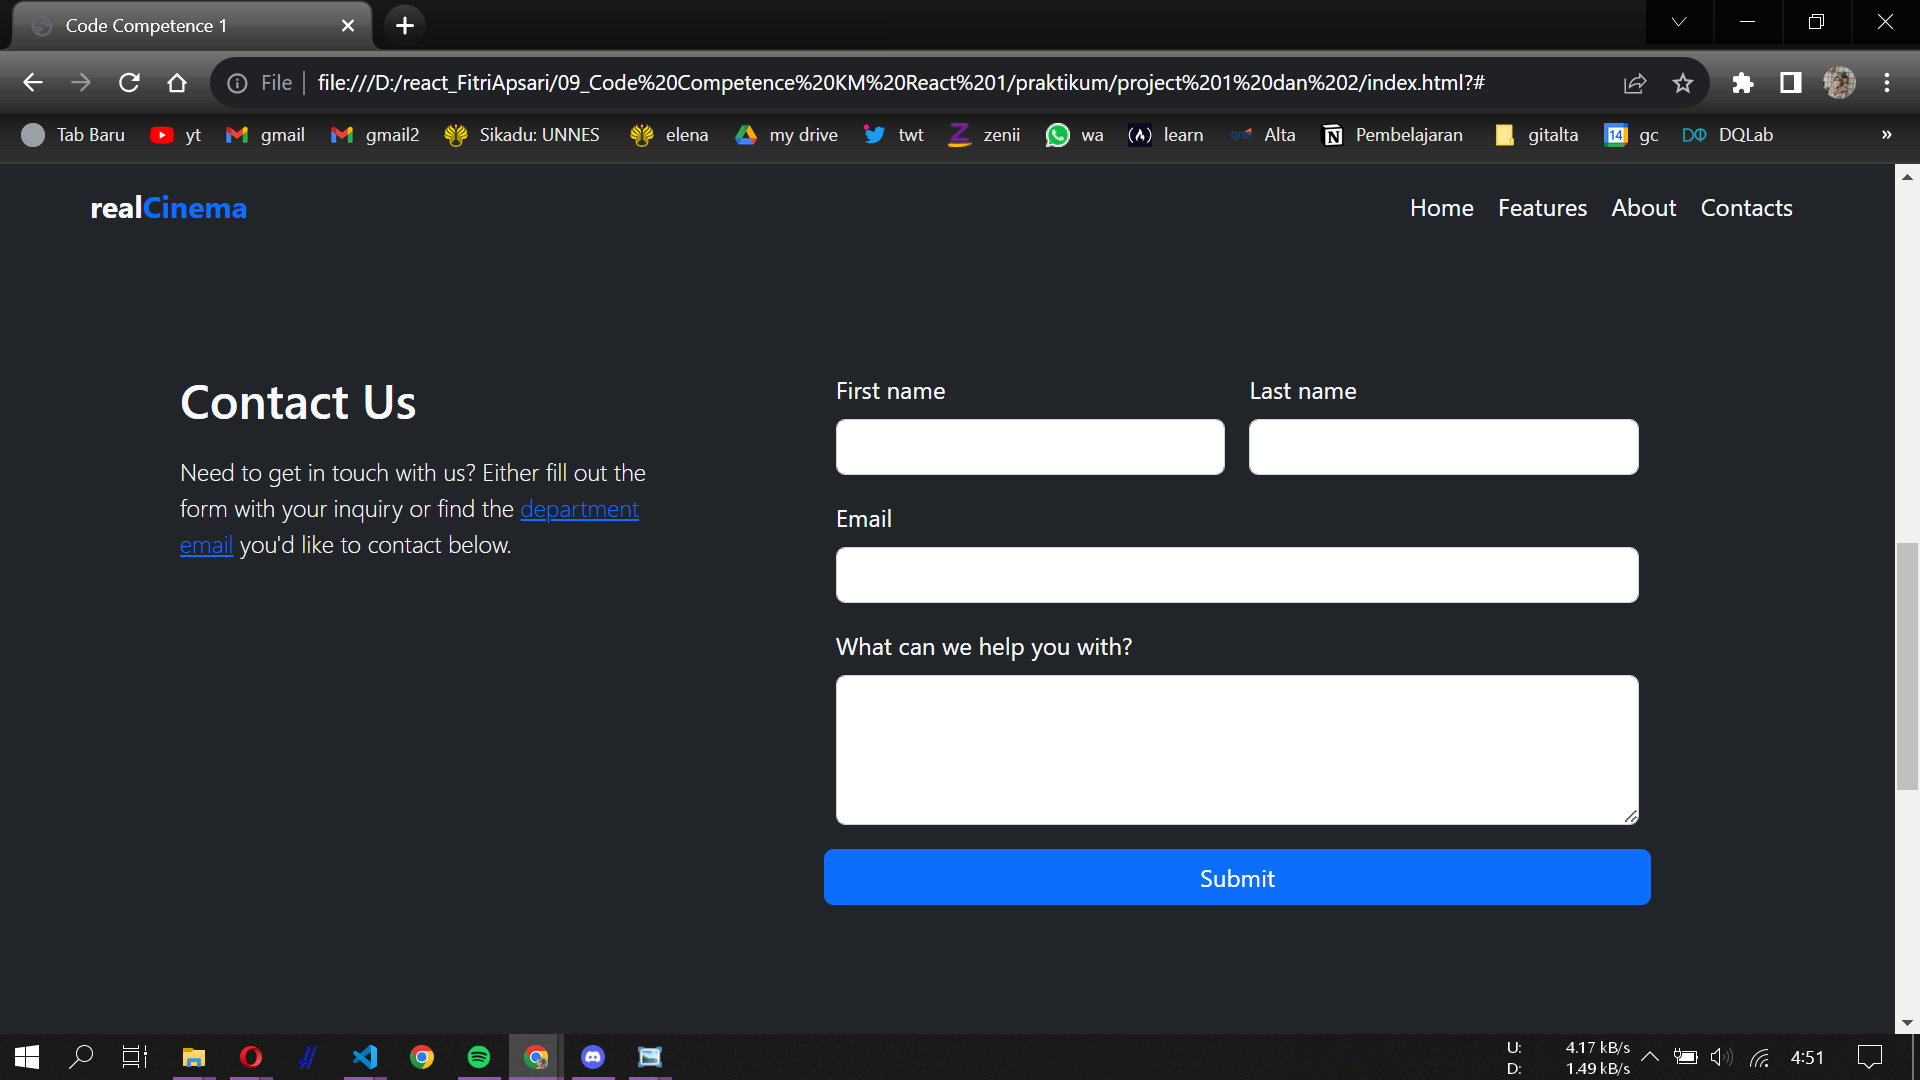 Code Competence 1
File
file:///D:/react_FitriApsari/09_Code%20Competence%20KM%20React%201/praktikum/project%201%20dan%202/index.html?#
Tab Baru yt gmail gmail2 Sikadu: UNNES elena my drive twt Z zenii wa learn Alta Pembelajaran gitalta 14 gc DQLab »
realCinema
Home Features About Contacts
Contact Us
Need to get in touch with us? Either fill out the
form with your inquiry or find the department
email you'd like to contact below.
First name Last name
Email
What can we help you with?
Submit
U: 4.17 kB/s
D: 1.49 kB/s
4:51